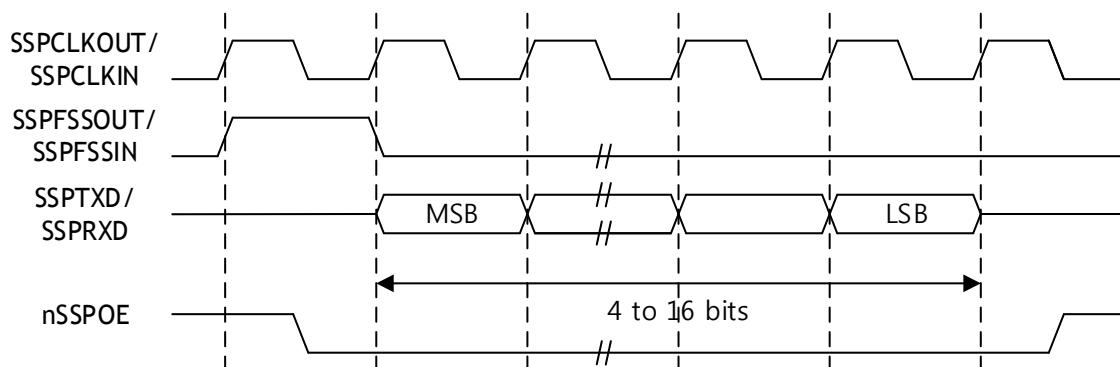 SSPCLKOUT/
SSPCLKIN
SSPFSSOUT/
SSPFSSIN
SSPTXD/
SSPRXD
MSB
LSB
4 to 16 bits
nSSPOE